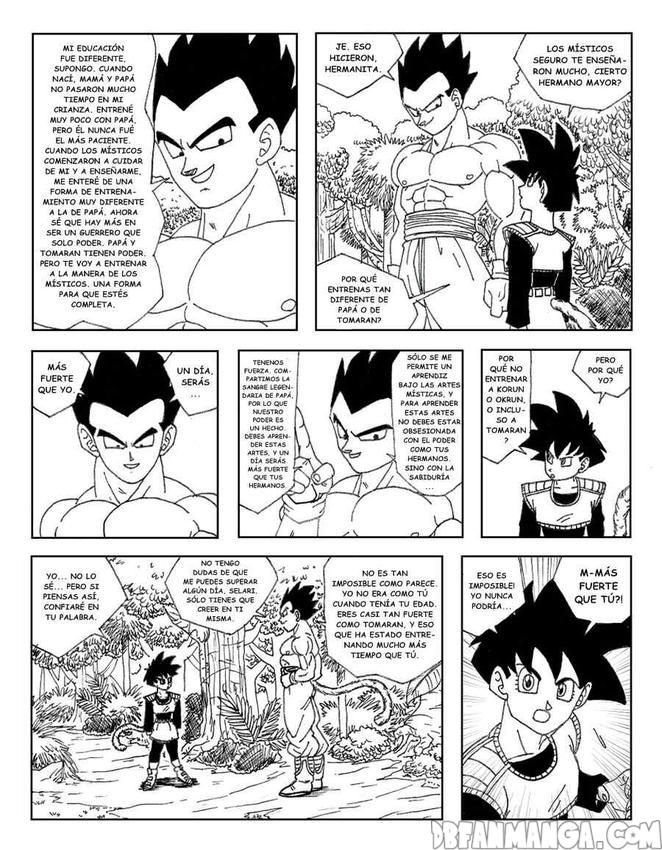 LOS MÍSTICOS
SEGURO TE ENSEÑA-
RON MUCHO, CIERTO
HERMANO MAYOR?
JE. ESO
HICIERON,
HERMANITA.
POR QUÉ
ENTRENAS TAN
DIFERENTE DE
PAPÁ O DE
TOMARAN?
MI EDUCACIÓN
FUE DIFERENTE,
SUPONGO. CUANDO
NACÍ, MAMÁ Y PAPÁ
NO PASARON MUCHO
TIEMPO EN MI
CRIANZA. ENTRENÉ
MUY POCO CON PAPÁ,
PERO ÉL NUNCA FUÉ
EL MÁS PACIENTE.
CUANDO LOS MÍSTICOS
COMENZARON A CUIDAR
DE MI Y A ENSEÑARME,
ME ENTERÉ DE UNA
FORMA DE ENTRENA-
MIENTO MUY DIFERENTE
A LA DE PAPÁ. AHORA
SÉ QUE HAY MÁS EN
SER UN GUERRERO QUE
SOLO PODER. PAPÁ Y
TOMARAN TIENEN PODER.
PERO TE VOY A ENTRENAR
A LA MANERA DE LOS
MÍSTICOS. UNA FORMA
PARA QUE ESTÉS
COMPLETA.
PERO POR
QUÉ YO?
POR
QUÉ NO
ENTRENAR
A KORUN
O OKRUN,
O INCLU-
SO A
TOMARAN
?
SÓLO SE ME
PERMITE UN
APRENDIZ
BAJO LAS ARTES
MÍSTICAS, Y
PARA APRENDER
ESTAS ARTES
NO DEBES ESTAR
OBSESIONADA
CON EL PODER
COMO TUS
HERMANOS.
SINO CON LA
SABIDURÍA
...
TENEMOS
FUERZA. COMPAR-
TIMOS LA
SANGRE LEGEN-
DARIA DE PAPÁ,
POR LO QUE
NUESTRO
PODER ES
UN HECHO.
DEBES APREN-
DER ESTAS
ARTES, Y UN
DÍA SERÁS
MÁS FUERTE
QUE TUS
HERMANOS.
UN DÍA,
SERÁS
...
MÁS
FUERTE
QUE YO.
M-MÁS
FUERTE
QUE TÚ?!
ESO ES
IMPOSIBLE!
YO NUNCA
PODRÍA...
NO ES TAN
IMPOSIBLE COMO PARECE.
YO NO ERA COMO TÚ
CUANDO TENÍA TU EDAD.
ERES CASI TAN FUERTE
COMO TOMARAN, Y ESO
QUE HA ESTADO ENTRE-
NANDO MUCHO MÁS
TIEMPO QUE TÚ.
NO TENGO
DUDAS DE QUE
ME PUEDES SUPERAR
ALGÚN DÍA, SELARI.
SÓLO TIENES QUE
CREER EN TI
MISMA.
YO... NO LO
SÉ... PERO SI
PIENSAS ASÍ,
CONFIARÉ EN
TU PALABRA.
DBFANMANGA.COM